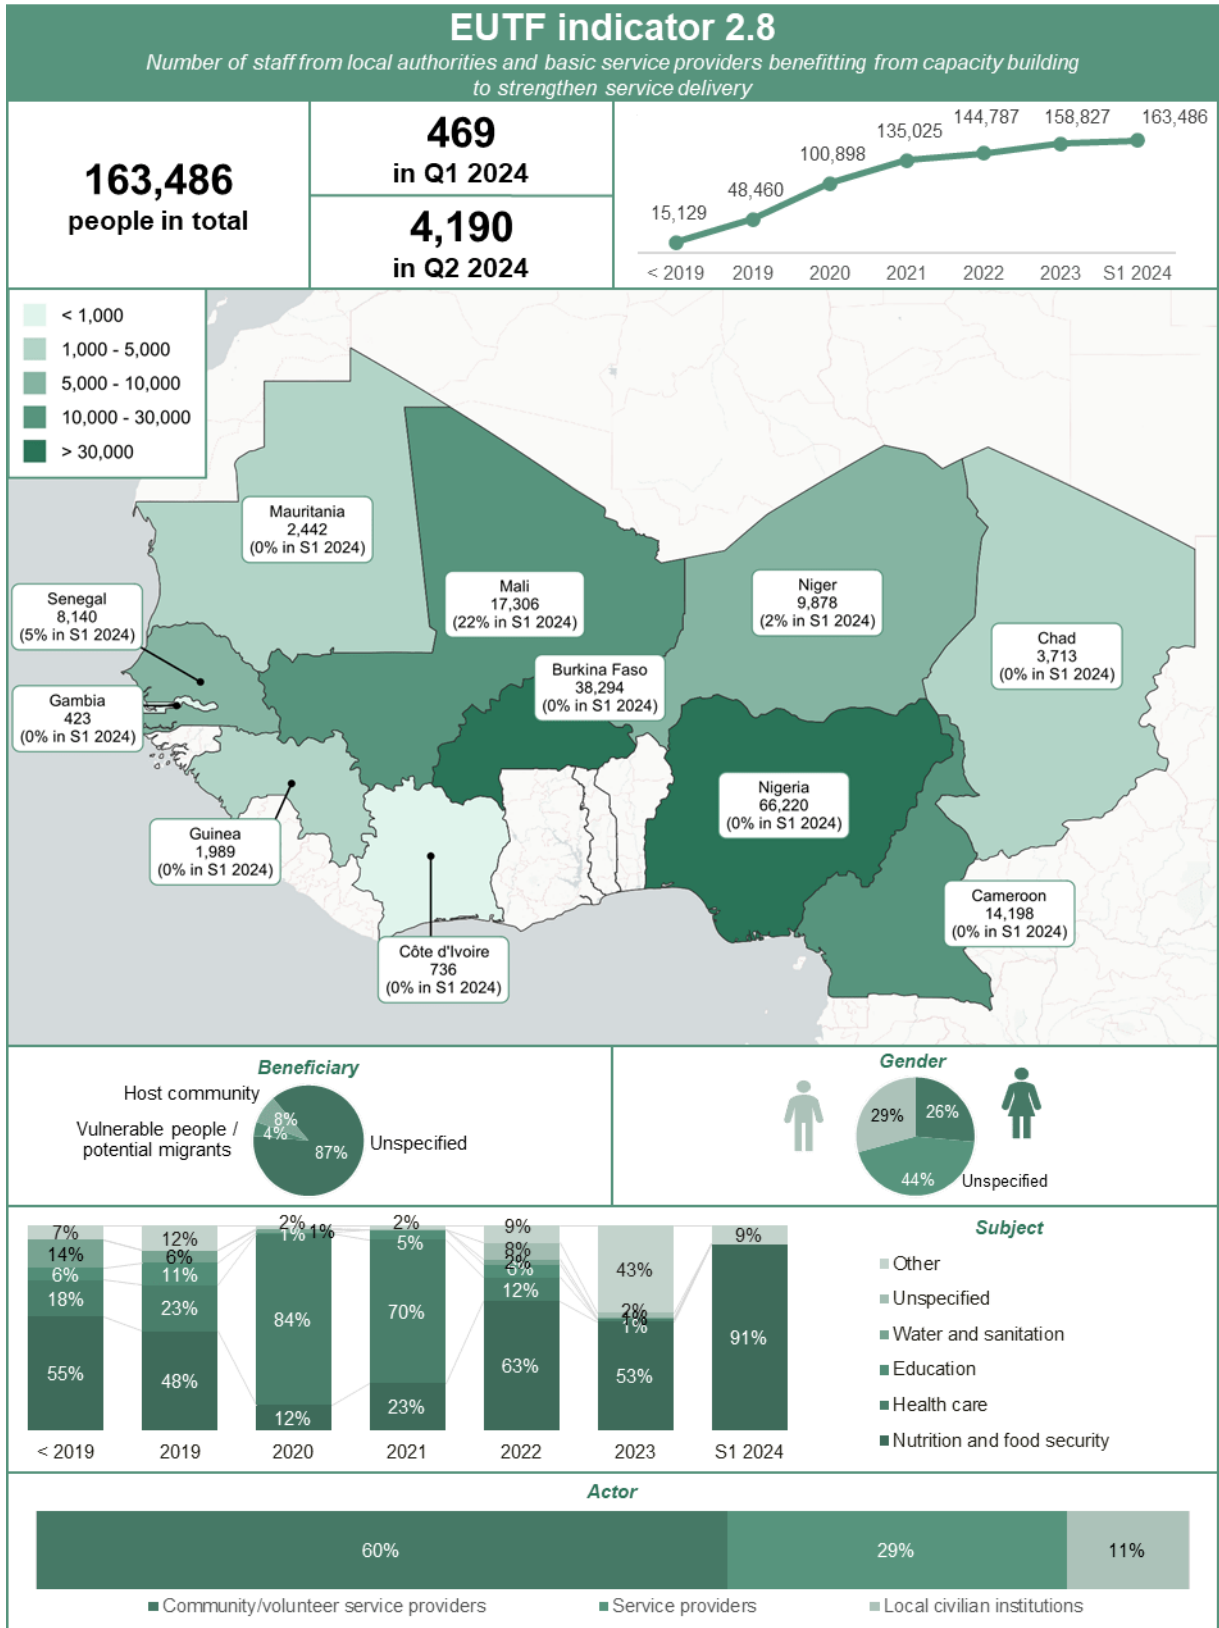 EUTF indicator 2.8
Number of staff from local authorities and basic service providers benefitting from capacity building
to strengthen service delivery
163,486
people in total
469
in Q1 2024
4,190
in Q2 2024
15,129
48,460
100,898
135,025
144,787
158,827
163,486
< 2019
2019
2020
2021
2022
2023
S1 2024
< 1,000
1,000 - 5,000
5,000 - 10,000
10,000 - 30,000
> 30,000
Mauritania
2,442
(0% in S1 2024)
Mali
17,306
(22% in S1 2024)
Niger
9,878
(2% in S1 2024)
Senegal
8,140
(5% in S1 2024)
Chad
3,713
(0% in S1 2024)
Burkina Faso
38,294
(0% in S1 2024)
Gambia
423
(0% in S1 2024)
Nigeria
66,220
(0% in S1 2024)
Guinea
1,989
(0% in S1 2024)
Cameroon
14,198
(0% in S1 2024)
Côte d'Ivoire
736
(0% in S1 2024)
Beneficiary
Host community
8%
Vulnerable people /
potential migrants
4%
87%
Unspecified
Gender
29%
26%
44%
Unspecified
7%
14%
6%
18%
55%
12%
6%
11%
23%
48%
2%
1%
1%
84%
12%
2%
5%
70%
23%
9%
8%
2%
6%
12%
63%
43%
2%
1%
53%
9%
91%
< 2019
2019
2020
2021
2022
2023
S1 2024
Subject
Other
Unspecified
Water and sanitation
Education
Health care
Nutrition and food security
Actor
60%
29%
11%
Community/volunteer service providers
Service providers
Local civilian institutions